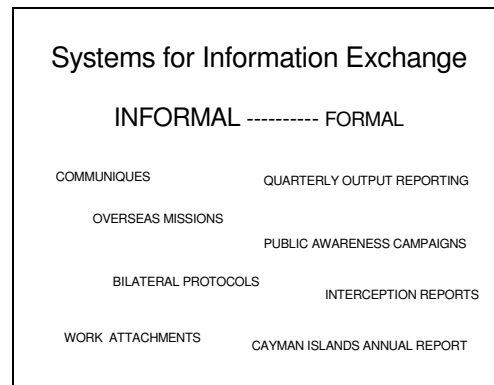 Systems for Information Exchange
INFORMAL ---------- FORMAL
COMMUNIQUES
QUARTERLY OUTPUT REPORTING
OVERSEAS MISSIONS
PUBLIC AWARENESS CAMPAIGNS
BILATERAL PROTOCOLS
INTERCEPTION REPORTS
WORK ATTACHMENTS
CAYMAN ISLANDS ANNUAL REPORT